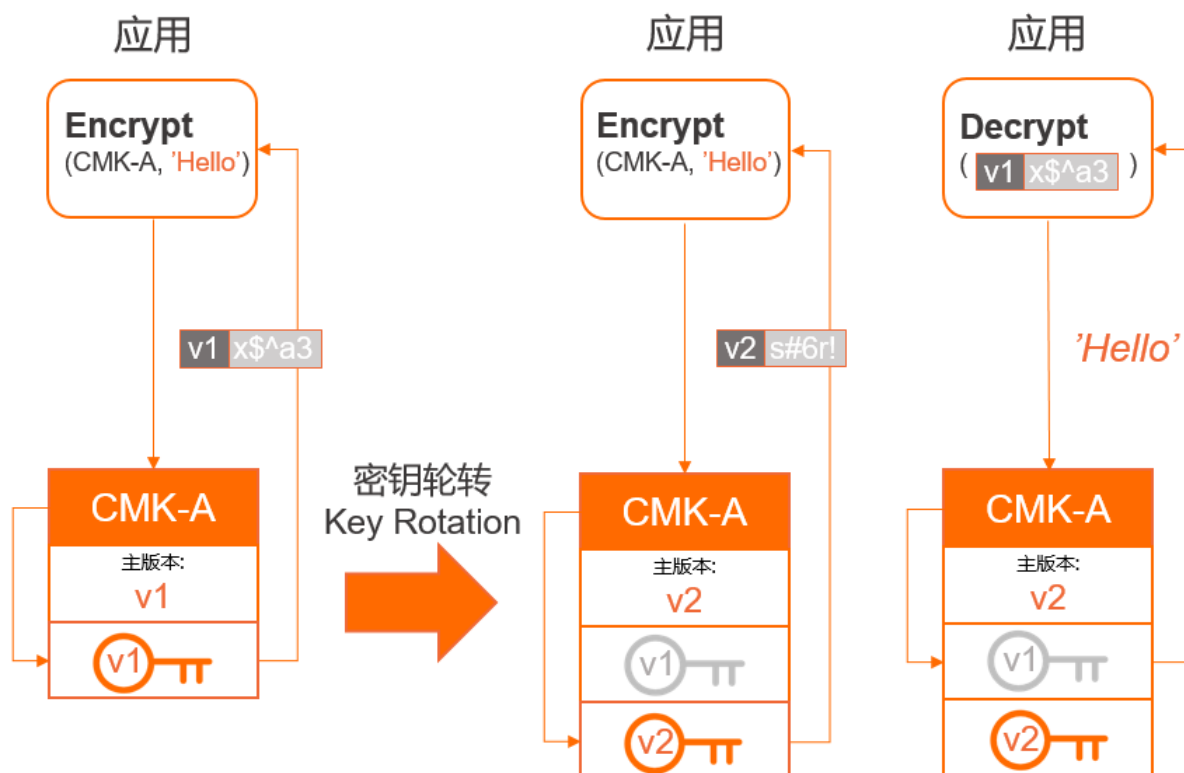 应用
Encrypt
(CMK-A, 'Hello')
v1 x$^a3
CMK-A
主版本:
v1
v1
密钥轮转
Key Rotation
应用
Encrypt
(CMK-A, 'Hello')
v2 s#6r!
CMK-A
主版本:
v2
v1
v2
应用
Decrypt
( v1 x$^a3 )
'Hello'
CMK-A
主版本:
v2
v1
v2